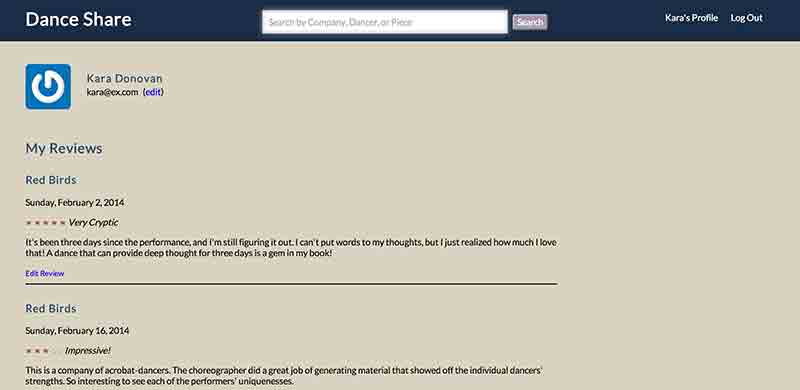 Dance Share
Search by Company, Dancer, or Piece
Search
Kara's Profile
Log Out
Kara Donovan
kara@ex.com (edit)
My Reviews
Red Birds
Sunday, February 2, 2014
★★★★★ Very Cryptic
It's been three days since the performance, and I'm still figuring it out. I can't put words to my thoughts, but I just realized how much I love
that! A dance that can provide deep thought for three days is a gem in my book!
Edit Review
Red Birds
Sunday, February 16, 2014
★★★ Impressive!
This is a company of acrobat-dancers. The choreographer did a great job of generating material that showed off the individual dancers'
strengths. So interesting to see each of the performers' uniquenesses.